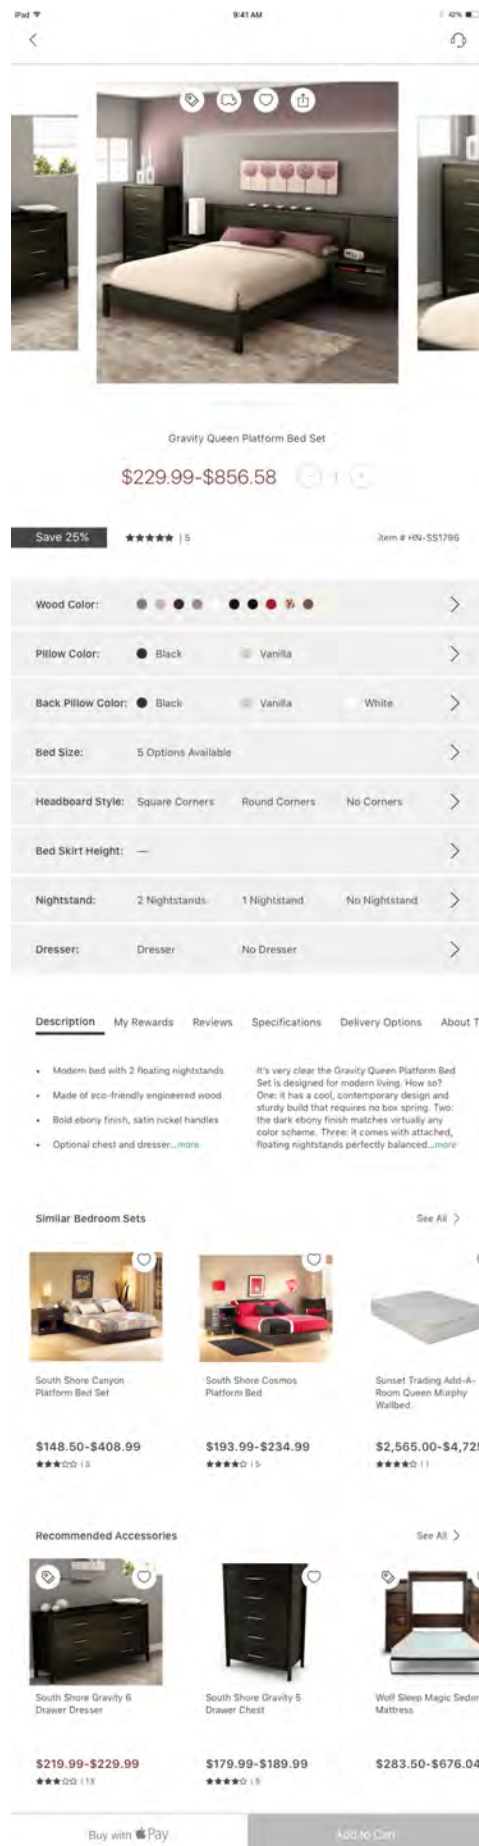 iPad
9:41 AM
42%
Gravity Queen Platform Bed Set
$229.99-$856.58 - 1 +
Save 25%
★★★★★ | 5
item # HN-SS1796
Wood Color:
Pillow Color: Black Vanilla
Back Pillow Color: Black Vanilla White
Bed Size: 5 Options Available
Headboard Style: Square Corners Round Corners No Corners
Bed Skirt Height: —
Nightstand: 2 Nightstands 1 Nightstand No Nightstand
Dresser: Dresser No Dresser
Description My Rewards Reviews Specifications Delivery Options About T
• Modern bed with 2 floating nightstands
• Made of eco-friendly engineered wood
• Bold ebony finish, satin nickel handles
• Optional chest and dresser...more
It's very clear the Gravity Queen Platform Bed
Set is designed for modern living. How so?
One: it has a cool, contemporary design and
sturdy build that requires no box spring. Two:
the dark ebony finish matches virtually any
color scheme. Three: it comes with attached,
floating nightstands perfectly balanced...more
Similar Bedroom Sets
See All >
South Shore Canyon
Platform Bed Set
$148.50-$408.99
★★★☆☆ | 5
South Shore Cosmos
Platform Bed
$193.99-$234.99
★★★★☆ | 5
Sunset Trading Add-A-
Room Queen Murphy
Wallbed
$2,565.00-$4,725
★★★★☆ | 1
Recommended Accessories
See All >
South Shore Gravity 6
Drawer Dresser
$219.99-$229.99
★★★☆☆ | 13
South Shore Gravity 5
Drawer Chest
$179.99-$189.99
★★★★☆ | 5
Wolf Sleep Magic Sedon
Mattress
$283.50-$676.04
Buy with Pay
Add to Cart